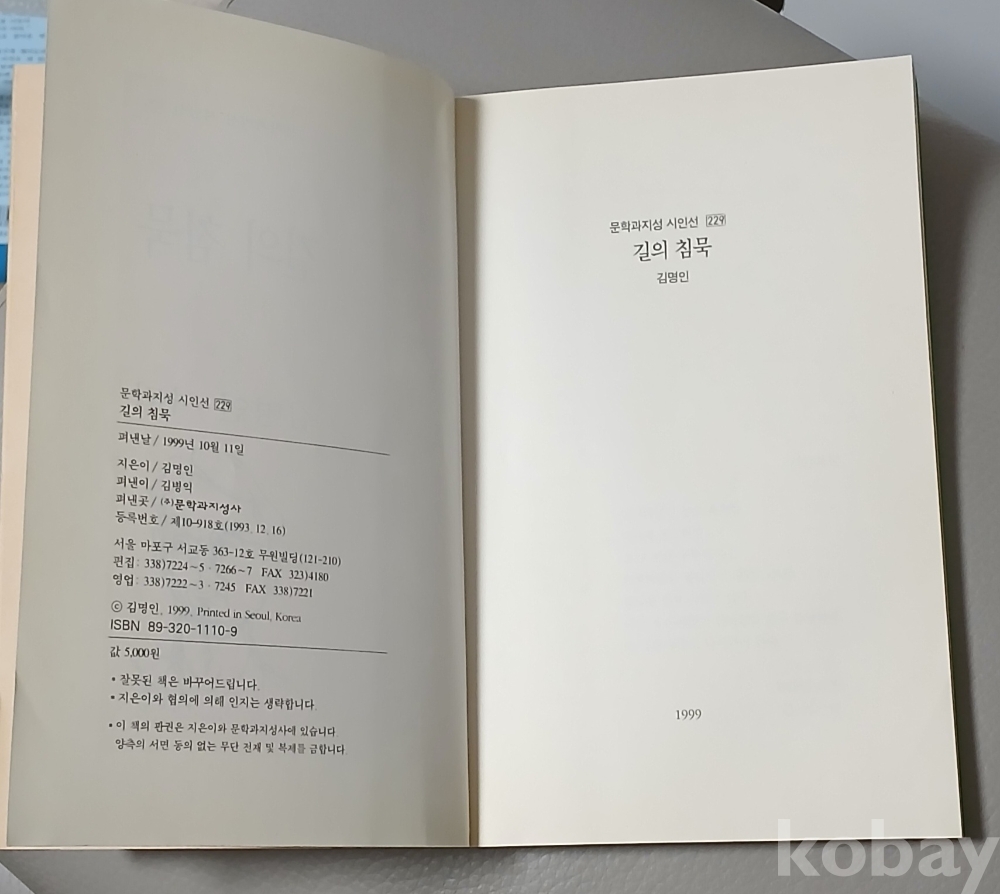 문학과지성 시인선 229
길의 침묵
펴낸날 / 1999년 10월 11일
지은이 / 김명인
펴낸이 / 김병익
펴낸곳 / (주)문학과지성사
등록번호 / 제10-918호(1993. 12. 16)
서울 마포구 서교동 363-12호 무원빌딩(121-210)
편집: 338)7224~5 · 7266~7 FAX 323)4180
영업: 338)7222~3 · 7245 FAX 338)7221
ⓒ 김명인, 1999. Printed in Seoul, Korea
ISBN 89-320-1110-9
값 5,000원
• 잘못된 책은 바꾸어드립니다.
• 지은이와 협의에 의해 인지는 생략합니다.
• 이 책의 판권은 지은이와 문학과지성사에 있습니다.
양측의 서면 동의 없는 무단 전재 및 복제를 금합니다.
문학과지성 시인선 229
길의 침묵
김명인
1999
kobay